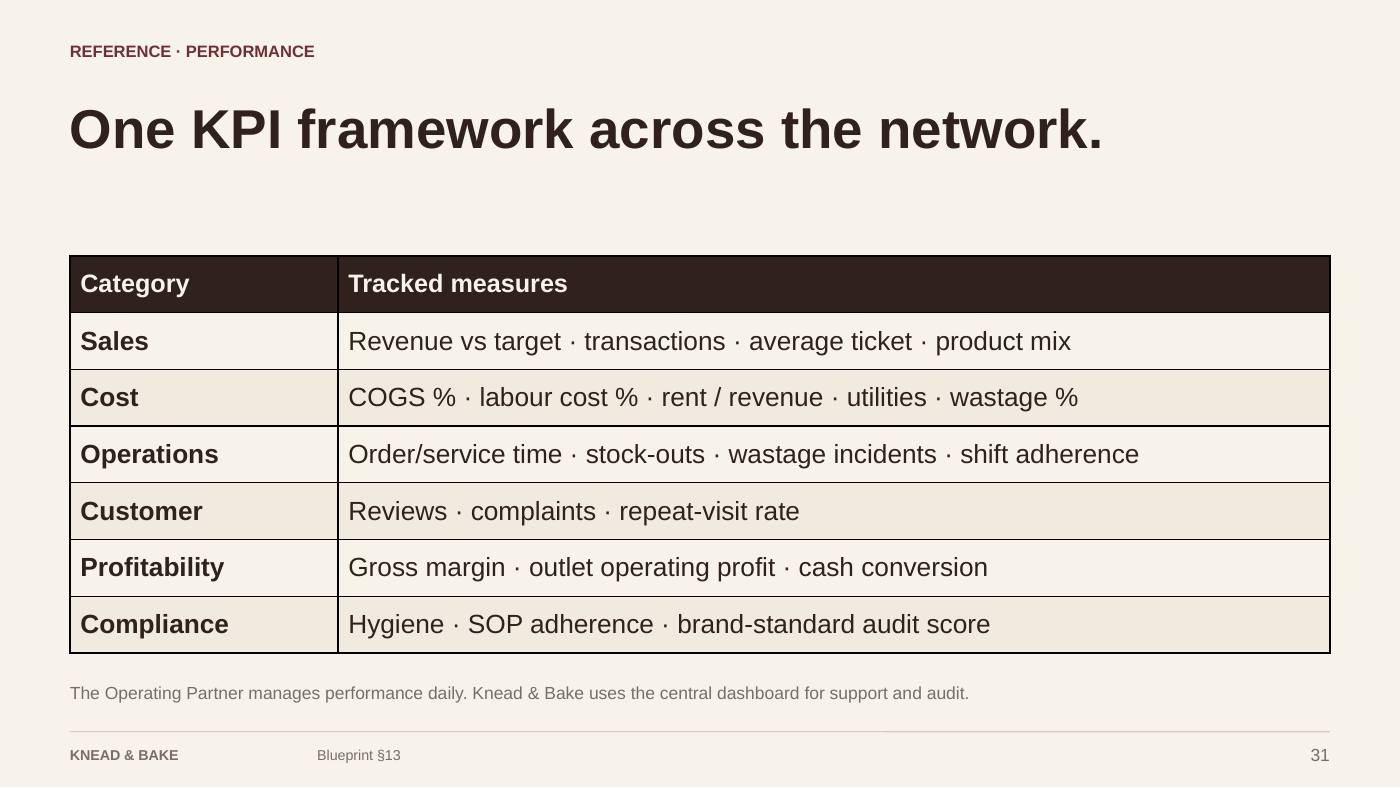 REFERENCE · PERFORMANCE
One KPI framework across the network.
Category Tracked measures
Sales Revenue vs target · transactions · average ticket · product mix
Cost COGS % · labour cost % · rent / revenue · utilities · wastage %
Operations Order/service time · stock-outs · wastage incidents · shift adherence
Customer Reviews · complaints · repeat-visit rate
Profitability Gross margin · outlet operating profit · cash conversion
Compliance Hygiene · SOP adherence · brand-standard audit score
The Operating Partner manages performance daily. Knead & Bake uses the central dashboard for support and audit.
KNEAD & BAKE Blueprint §13 31